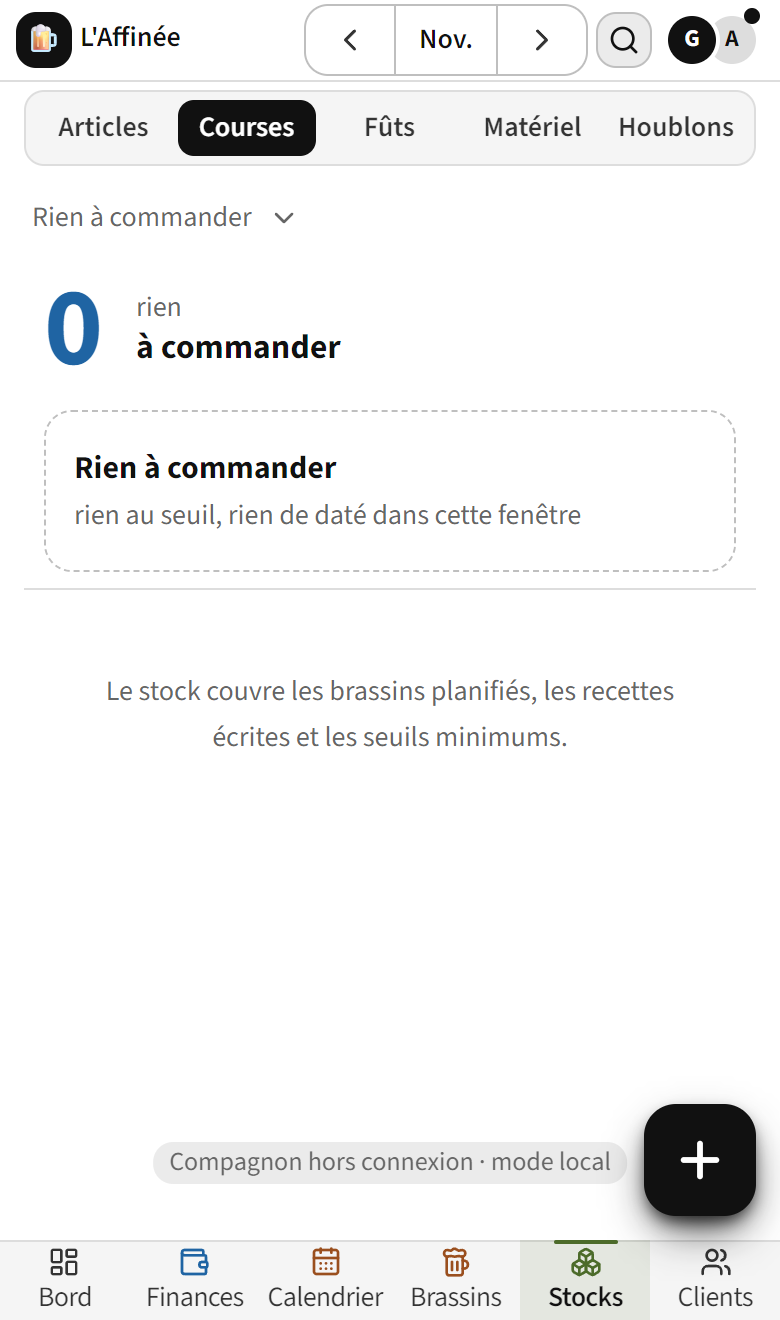 L'Affinée
Nov.
G
A
Articles
Courses
Fûts
Matériel
Houblons
Rien à commander
0
rien
à commander
Rien à commander
rien au seuil, rien de daté dans cette fenêtre
Le stock couvre les brassins planifiés, les recettes
écrites et les seuils minimums.
Compagnon hors connexion · mode local
Bord
Finances
Calendrier
Brassins
Stocks
Clients